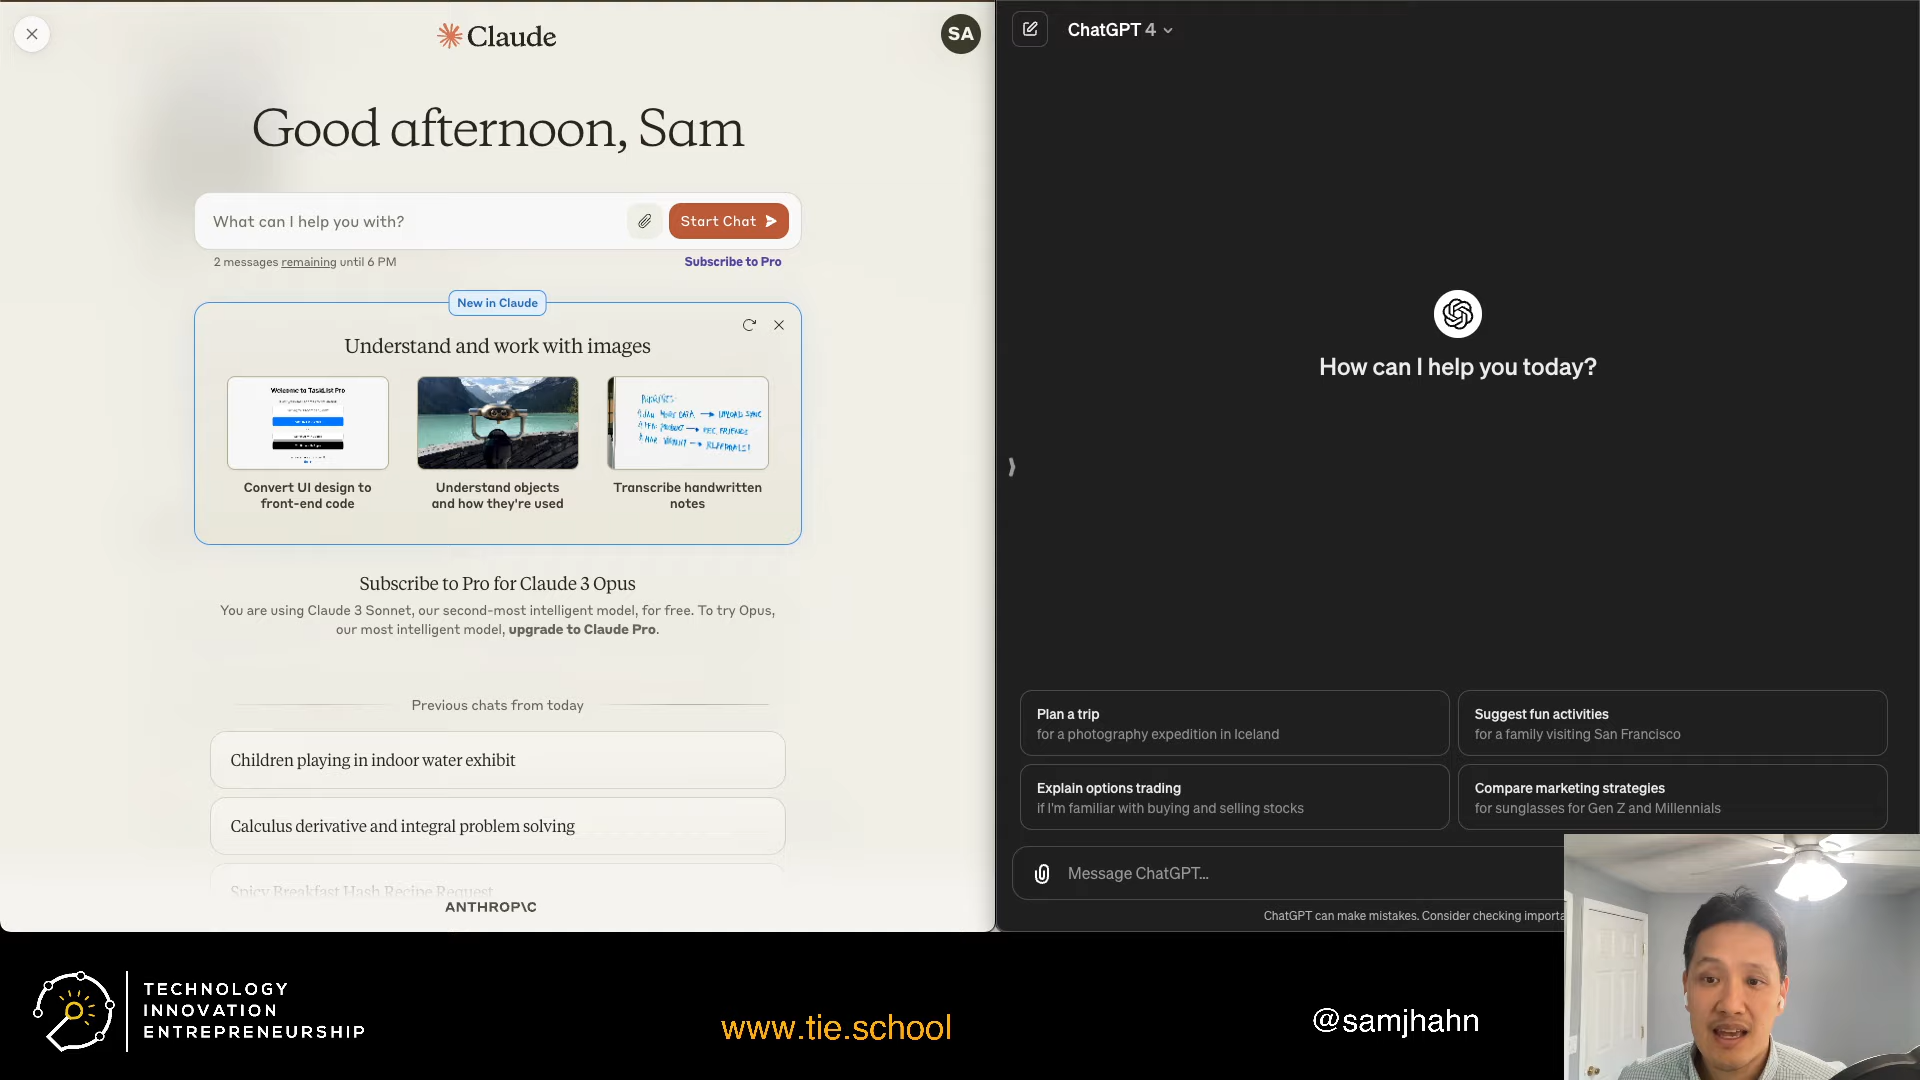 Claude
SA
Good afternoon, Sam
What can I help you with?
Start Chat
2 messages remaining until 6 PM
Subscribe to Pro
New in Claude
Understand and work with images
Welcome to TaskList Pro
Convert UI design to
front-end code
Understand objects
and how they're used
Transcribe handwritten
notes
Subscribe to Pro for Claude 3 Opus
You are using Claude 3 Sonnet, our second-most intelligent model, for free. To try Opus,
our most intelligent model, upgrade to Claude Pro.
Previous chats from today
Children playing in indoor water exhibit
Calculus derivative and integral problem solving
Spicy Breakfast Hash Recipe Request
ANTHROP\C
ChatGPT 4
How can I help you today?
Plan a trip
for a photography expedition in Iceland
Suggest fun activities
for a family visiting San Francisco
Explain options trading
if I'm familiar with buying and selling stocks
Compare marketing strategies
for sunglasses for Gen Z and Millennials
Message ChatGPT...
ChatGPT can make mistakes. Consider checking importa
TECHNOLOGY
INNOVATION
ENTREPRENEURSHIP
www.tie.school
@samjhahn